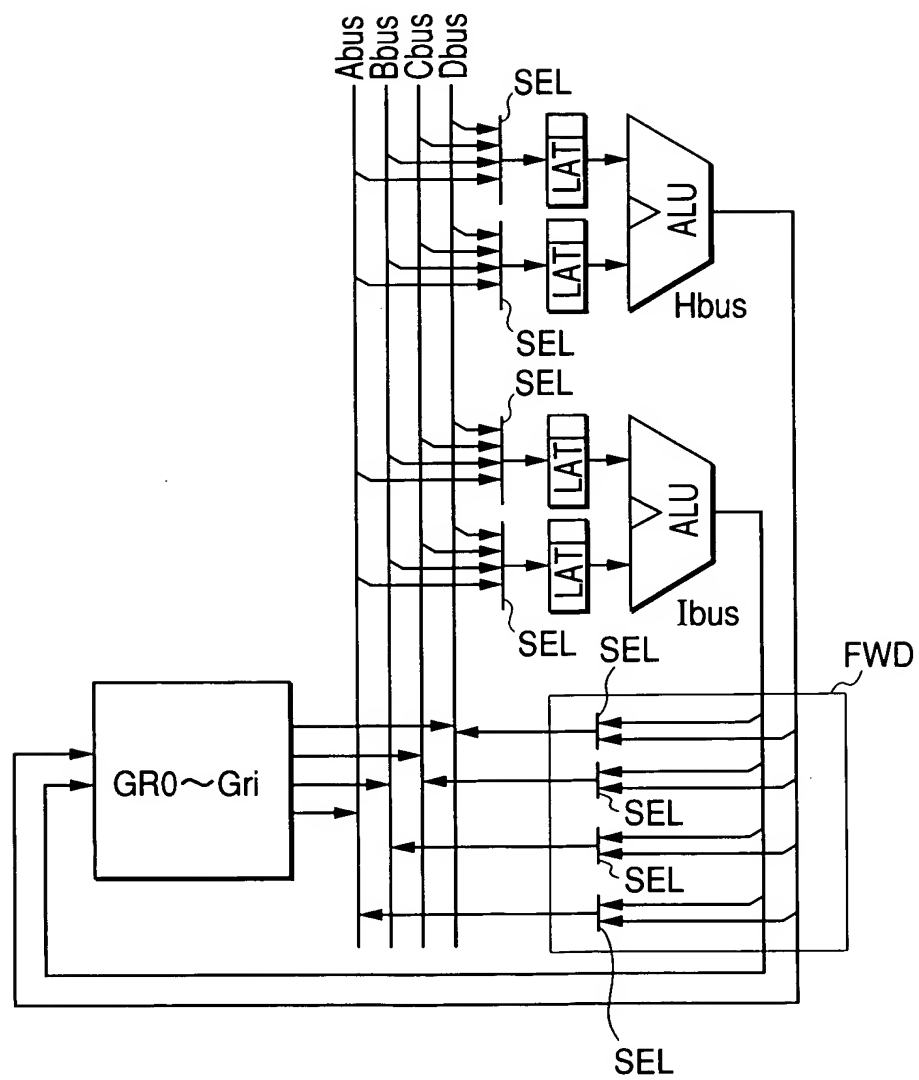 Abus
Bbus
Cbus
Dbus
SEL
LAT
ALU
LAT
Hbus
SEL
SEL
LAT
ALU
LAT
Ibus
SEL
SEL
FWD
GR0～Gri
SEL
SEL
SEL